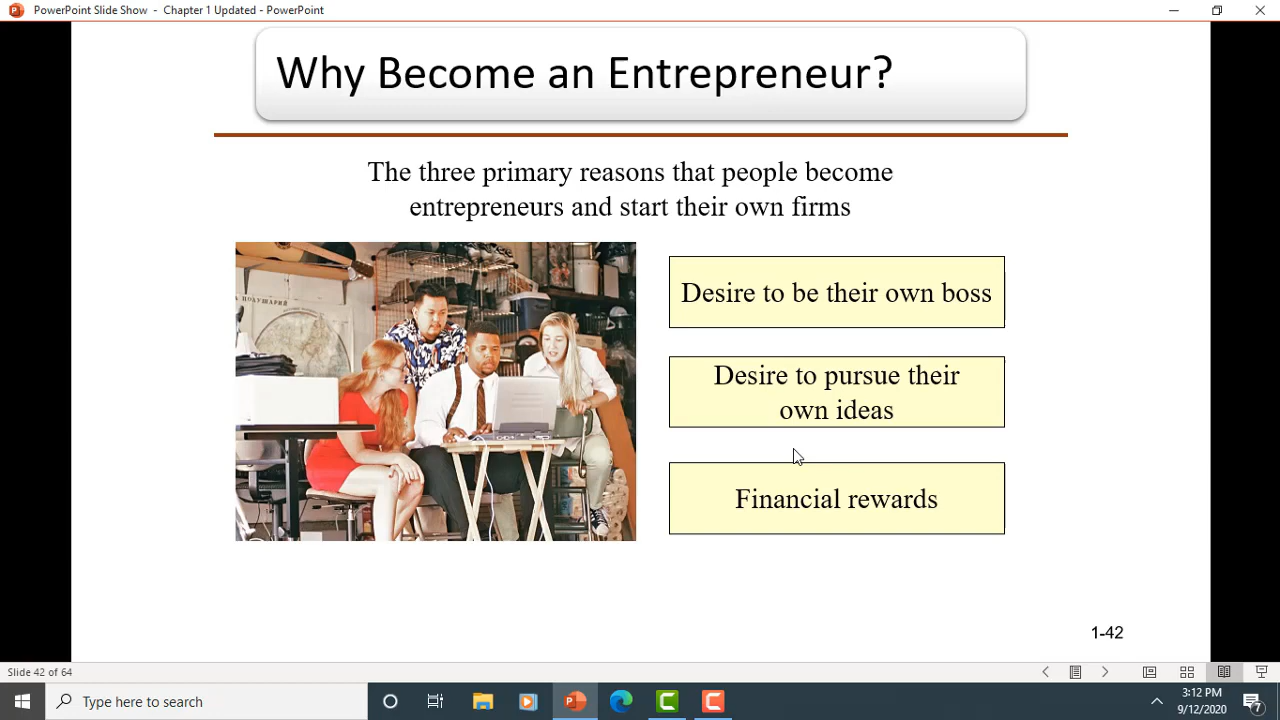 PowerPoint Slide Show - Chapter 1 Updated - PowerPoint
Why Become an Entrepreneur?
The three primary reasons that people become
entrepreneurs and start their own firms
ПОЛУШАРИЙ
Desire to be their own boss
Desire to pursue their
own ideas
Financial rewards
1-42
Slide 42 of 64
Type here to search
3:12 PM
9/12/2020
7